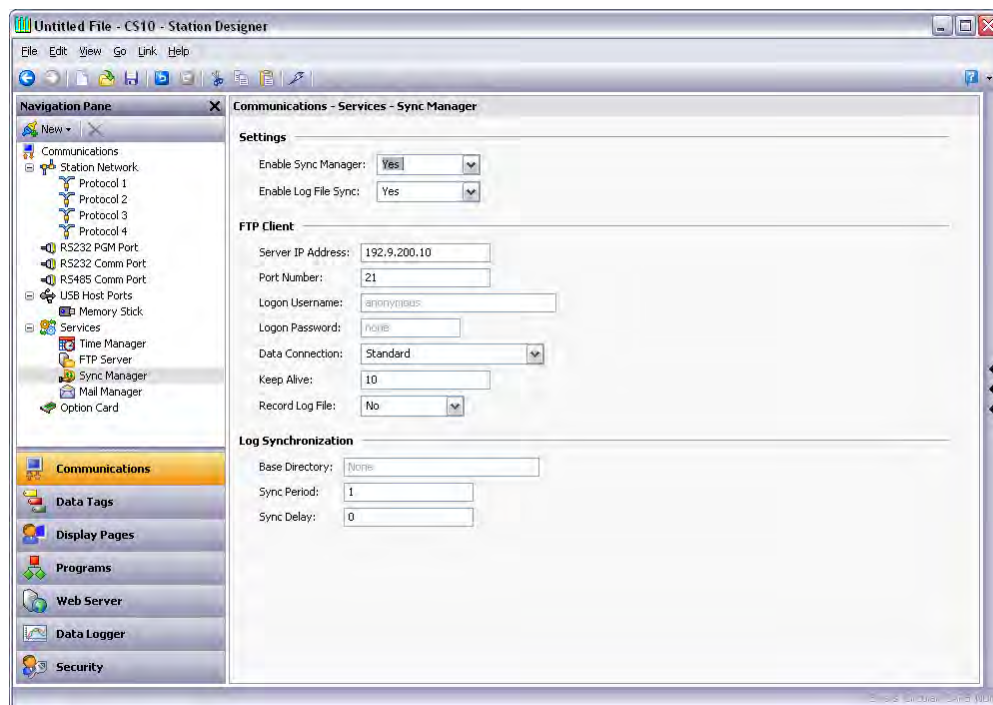 Untitled File - CS10 - Station Designer
File Edit View Go Link Help
Navigation Pane
New
Communications
Station Network
Protocol 1
Protocol 2
Protocol 3
Protocol 4
RS232 PGM Port
RS232 Comm Port
RS485 Comm Port
USB Host Ports
Memory Stick
Services
Time Manager
FTP Server
Sync Manager
Mail Manager
Option Card
Communications
Data Tags
Display Pages
Programs
Web Server
Data Logger
Security
Communications - Services - Sync Manager
Settings
Enable Sync Manager: Yes
Enable Log File Sync: Yes
FTP Client
Server IP Address: 192.9.200.10
Port Number: 21
Logon Username: anonymous
Logon Password: none
Data Connection: Standard
Keep Alive: 10
Record Log File: No
Log Synchronization
Base Directory: None
Sync Period: 1
Sync Delay: 0